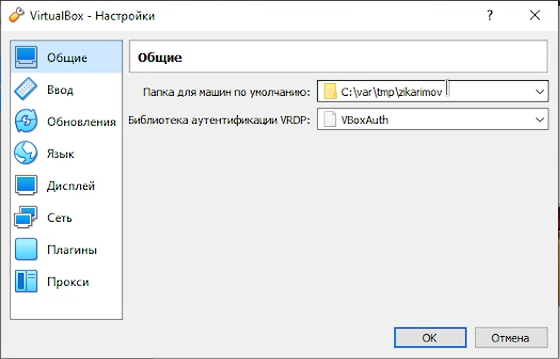 VirtualBox - Настройки
Общие
Ввод
Обновления
Язык
Дисплей
Сеть
Плагины
Прокси
Общие
Папка для машин по умолчанию: C:\var\tmp\zikarimov
Библиотека аутентификации VRDP: VBoxAuth
OK Отмена